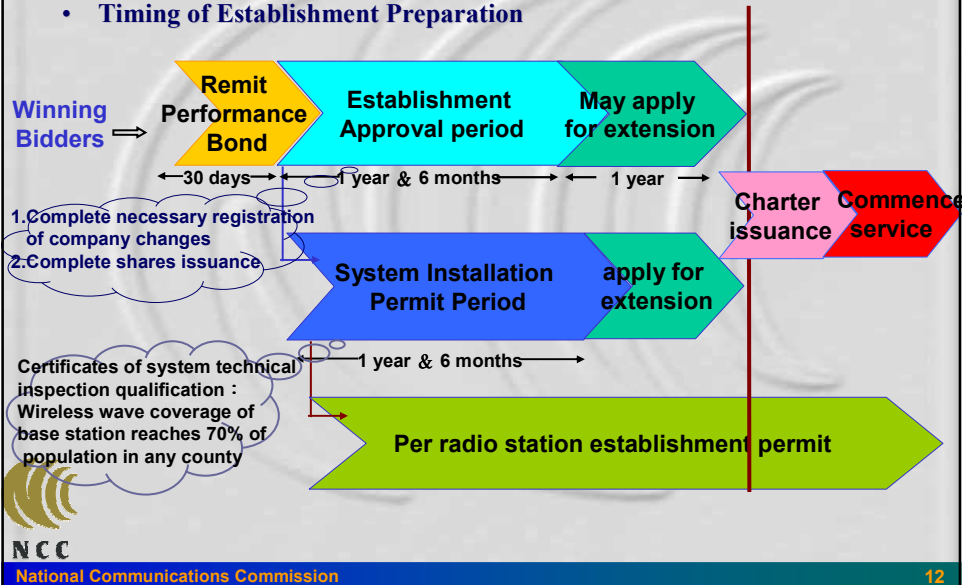 • Timing of Establishment Preparation
Winning
Bidders
Remit
Performance
Bond
Establishment
Approval period
May apply
for extension
30 days
1 year & 6 months
1 year
1.Complete necessary registration
of company changes
2.Complete shares issuance
Charter
issuance
Commence
service
System Installation
Permit Period
apply for
extension
1 year & 6 months
Certificates of system technical
inspection qualification：
Wireless wave coverage of
base station reaches 70% of
population in any county
Per radio station establishment permit
NCC
National Communications Commission
12